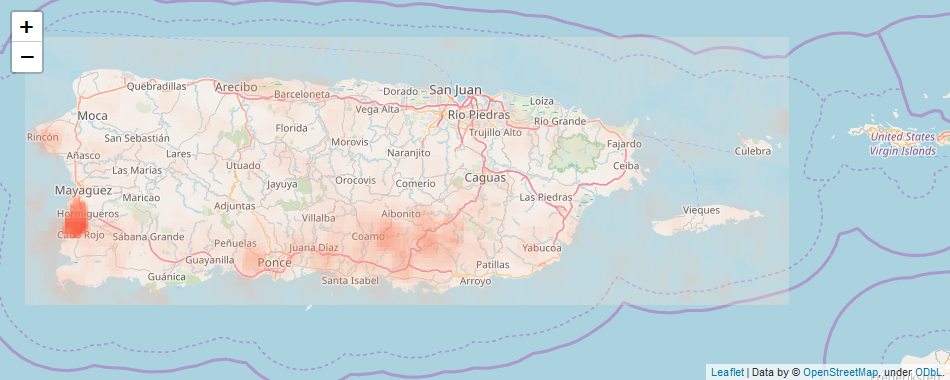 +
−
Quebradillas
Arecibo
Barceloneta
Dorado
San Juan
Loíza
Moca
Vega Alta
Río Piedras
Río Grande
Rincón
San Sebastián
Florida
Trujillo Alto
United States
Virgin Islands
Añasco
Lares
Morovis
Naranjito
Fajardo
Culebra
Las Marías
Utuado
Ceiba
Mayagüez
Maricao
Jayuya
Orocovis
Comerío
Caguas
Las Piedras
Hormigueros
Adjuntas
Villalba
Aibonito
Vieques
Cabo Rojo
Sábana Grande
Peñuelas
Juana Díaz
Coamo
Yabucoa
Guayanilla
Ponce
Patillas
Guánica
Santa Isabel
Arroyo
Leaflet | Data by © OpenStreetMap, under ODbL.